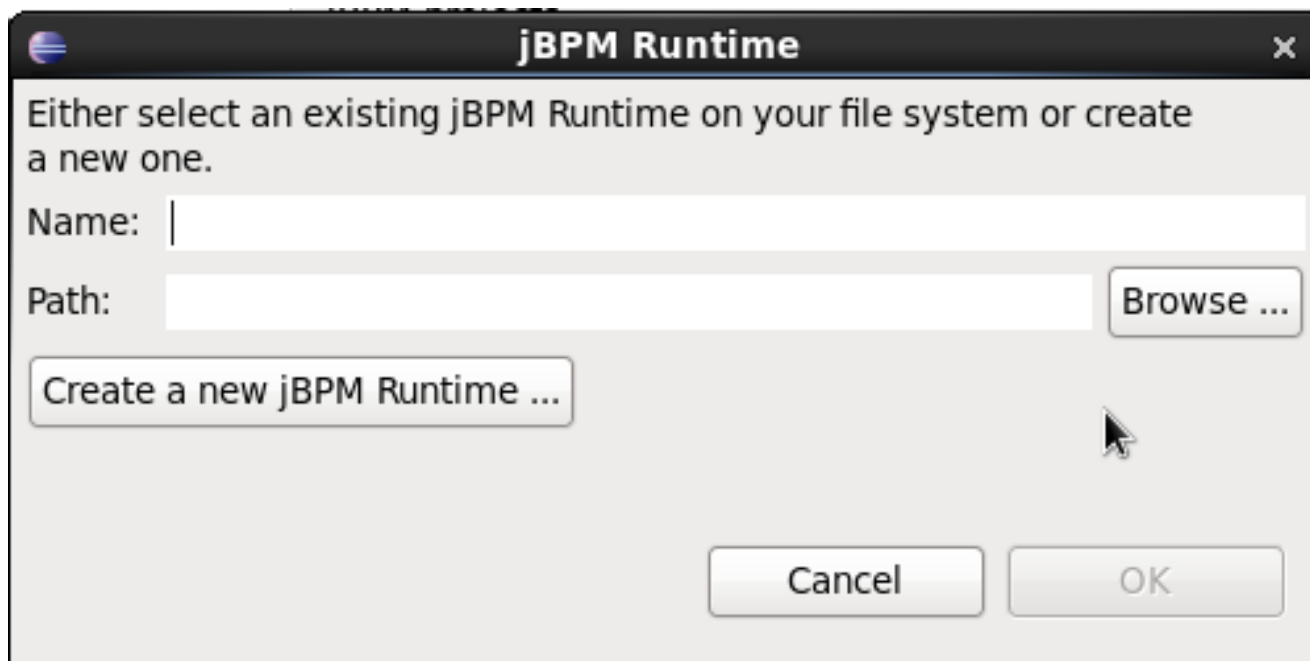 jBPM Runtime
Either select an existing jBPM Runtime on your file system or create
a new one.
Name:
Path:
Browse ...
Create a new jBPM Runtime ...
Cancel
OK